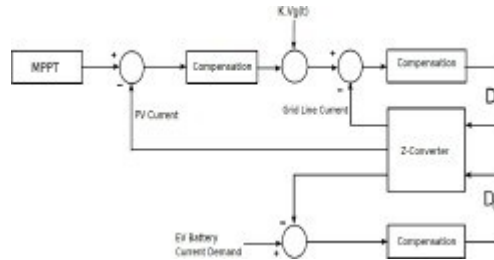 K.Vg(t)
+
+
MPPT
Compensation
Compensation
−
−
PV Current
Grid Line Current
D
Z-Converter
D
−
EV Battery
Current Demand
+
Compensation